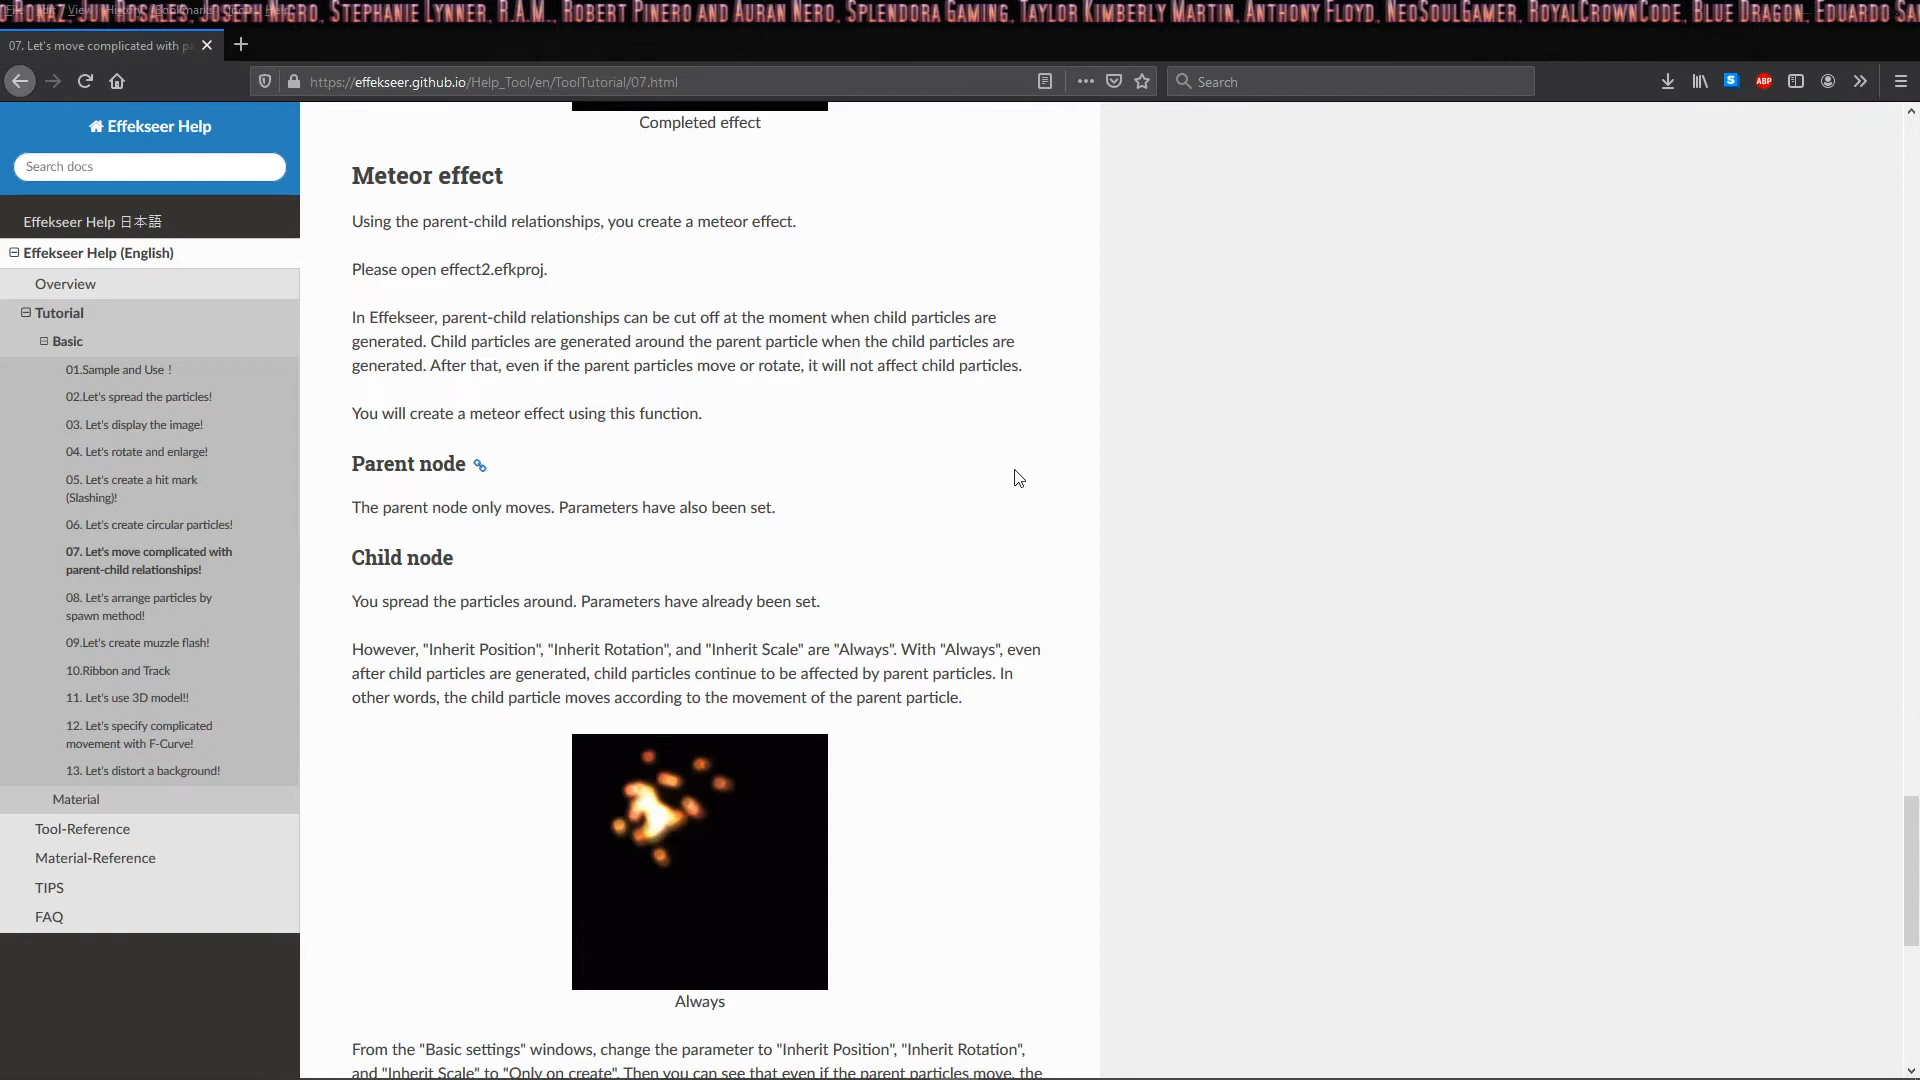 JONES, STEPHANIE LYNNER, R.A.M., ROBERT PINERO AND AURAN NERO, SPLENDORA GAMING, TAYLOR KIMBERLY MARTIN, ANTHONY FLOYD, NEOSOULGAMER, ROYALCROWNCODE, BLUE DRAGON, EDUARDO
07. Let's move complicated with pa
https://effekseer.github.io/Help_Tool/en/ToolTutorial/07.html
Search
S
ABP
Effekseer Help
Search docs
Effekseer Help 日本語
Effekseer Help (English)
Overview
Tutorial
Basic
01.Sample and Use !
02.Let's spread the particles!
03. Let's display the image!
04. Let's rotate and enlarge!
05. Let's create a hit mark
(Slashing)!
06. Let's create circular particles!
07. Let's move complicated with
parent-child relationships!
08. Let's arrange particles by
spawn method!
09.Let's create muzzle flash!
10.Ribbon and Track
11. Let's use 3D model!!
12. Let's specify complicated
movement with F-Curve!
13. Let's distort a background!
Material
Tool-Reference
Material-Reference
TIPS
FAQ
Completed effect
Meteor effect
Using the parent-child relationships, you create a meteor effect.
Please open effect2.efkproj.
In Effekseer, parent-child relationships can be cut off at the moment when child particles are
generated. Child particles are generated around the parent particle when the child particles are
generated. After that, even if the parent particles move or rotate, it will not affect child particles.
You will create a meteor effect using this function.
Parent node
The parent node only moves. Parameters have also been set.
Child node
You spread the particles around. Parameters have already been set.
However, "Inherit Position", "Inherit Rotation", and "Inherit Scale" are "Always". With "Always", even
after child particles are generated, child particles continue to be affected by parent particles. In
other words, the child particle moves according to the movement of the parent particle.
Always
From the "Basic settings" windows, change the parameter to "Inherit Position", "Inherit Rotation",
and "Inherit Scale" to "Only on create". Then you can see that even if the parent particles move, the